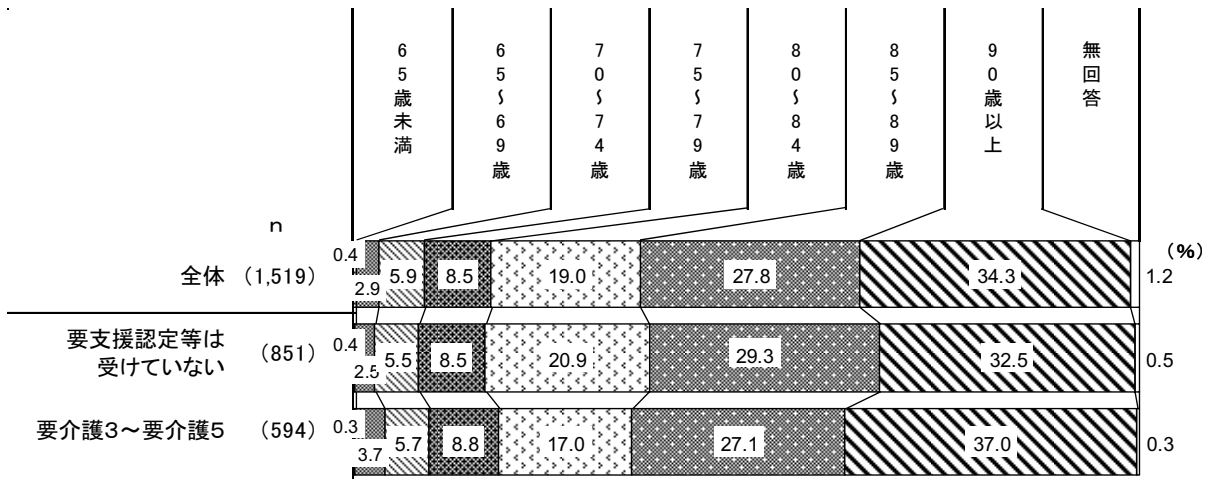 65歳未満
65〜69歳
70〜74歳
75〜79歳
80〜84歳
85〜89歳
90歳以上
無回答
n
(%)
全体 (1,519) 0.4 2.9 5.9 8.5 19.0 27.8 34.3 1.2
要支援認定等は
受けていない (851) 0.4 2.5 5.5 8.5 20.9 29.3 32.5 0.5
要介護3〜要介護5 (594) 0.3 3.7 5.7 8.8 17.0 27.1 37.0 0.3